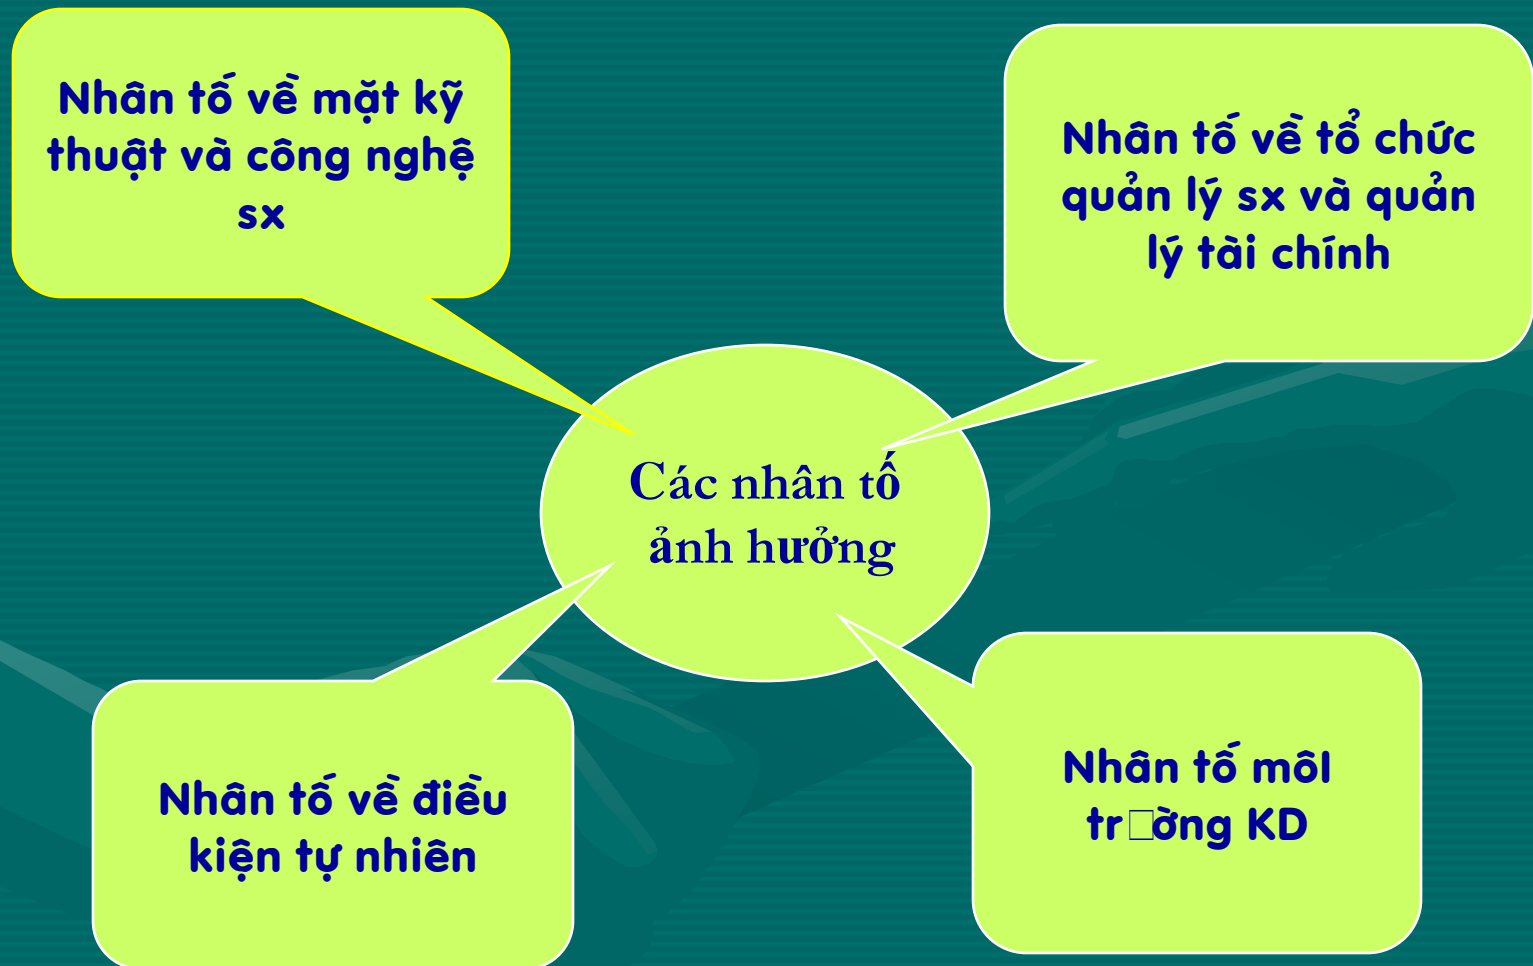 Nhân tố về mặt kỹ
thuật và công nghệ
sx
Nhân tố về tổ chức
quản lý sx và quản
lý tài chính
Các nhân tố
ảnh hưởng
Nhân tố về điều
kiện tự nhiên
Nhân tố môI
tr□ờng KD